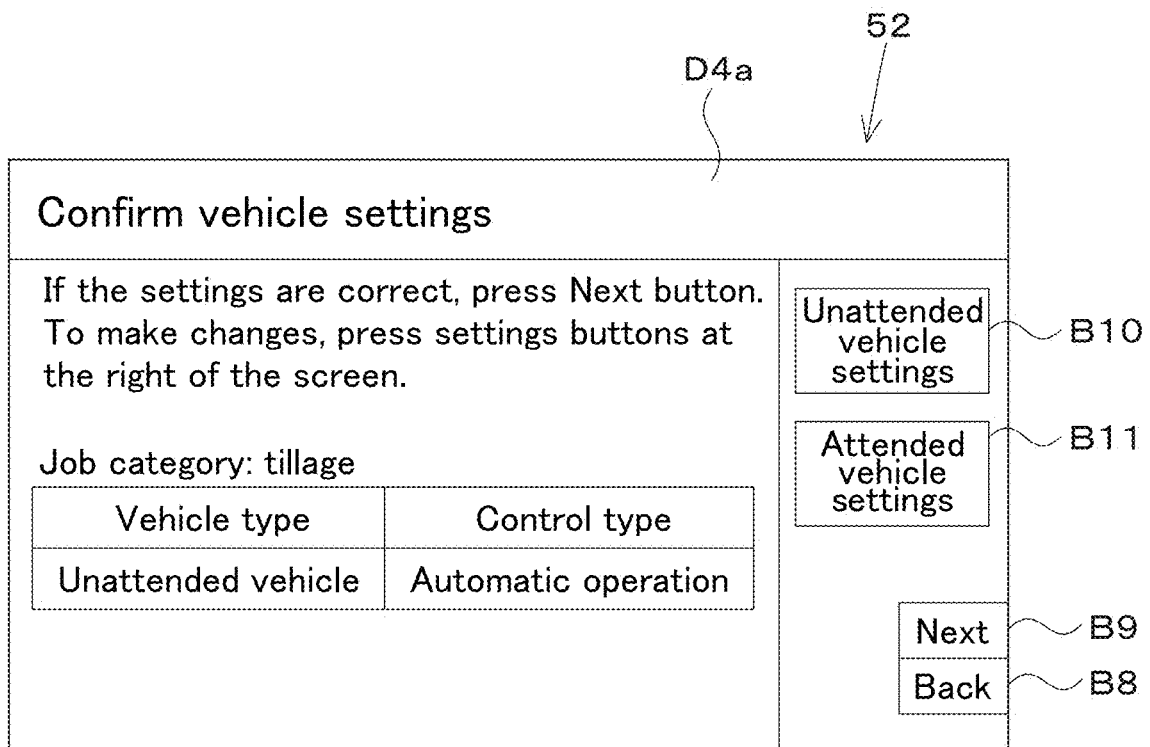 52
D4a
Confirm vehicle settings
If the settings are correct, press Next button.
To make changes, press settings buttons at
the right of the screen.
Unattended
vehicle
settings
B10
Attended
vehicle
settings
B11
Job category: tillage
Vehicle type Control type
Unattended vehicle Automatic operation
Next
B9
Back
B8